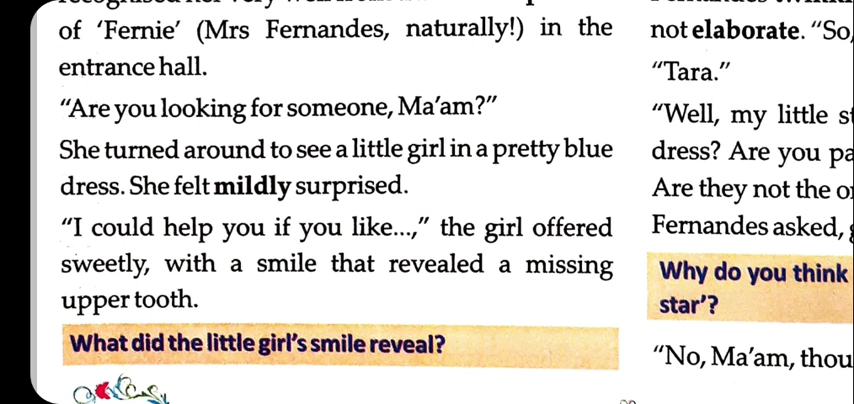 of ‘Fernie’ (Mrs Fernandes, naturally!) in the
entrance hall.
“Are you looking for someone, Ma’am?”
She turned around to see a little girl in a pretty blue
dress. She felt mildly surprised.
“I could help you if you like...,” the girl offered
sweetly, with a smile that revealed a missing
upper tooth.
What did the little girl’s smile reveal?
not elaborate. “So,
“Tara.”
“Well, my little
dress? Are you
Are they not the
Fernandes asked,
Why do you think
star’?
“No, Ma’am,